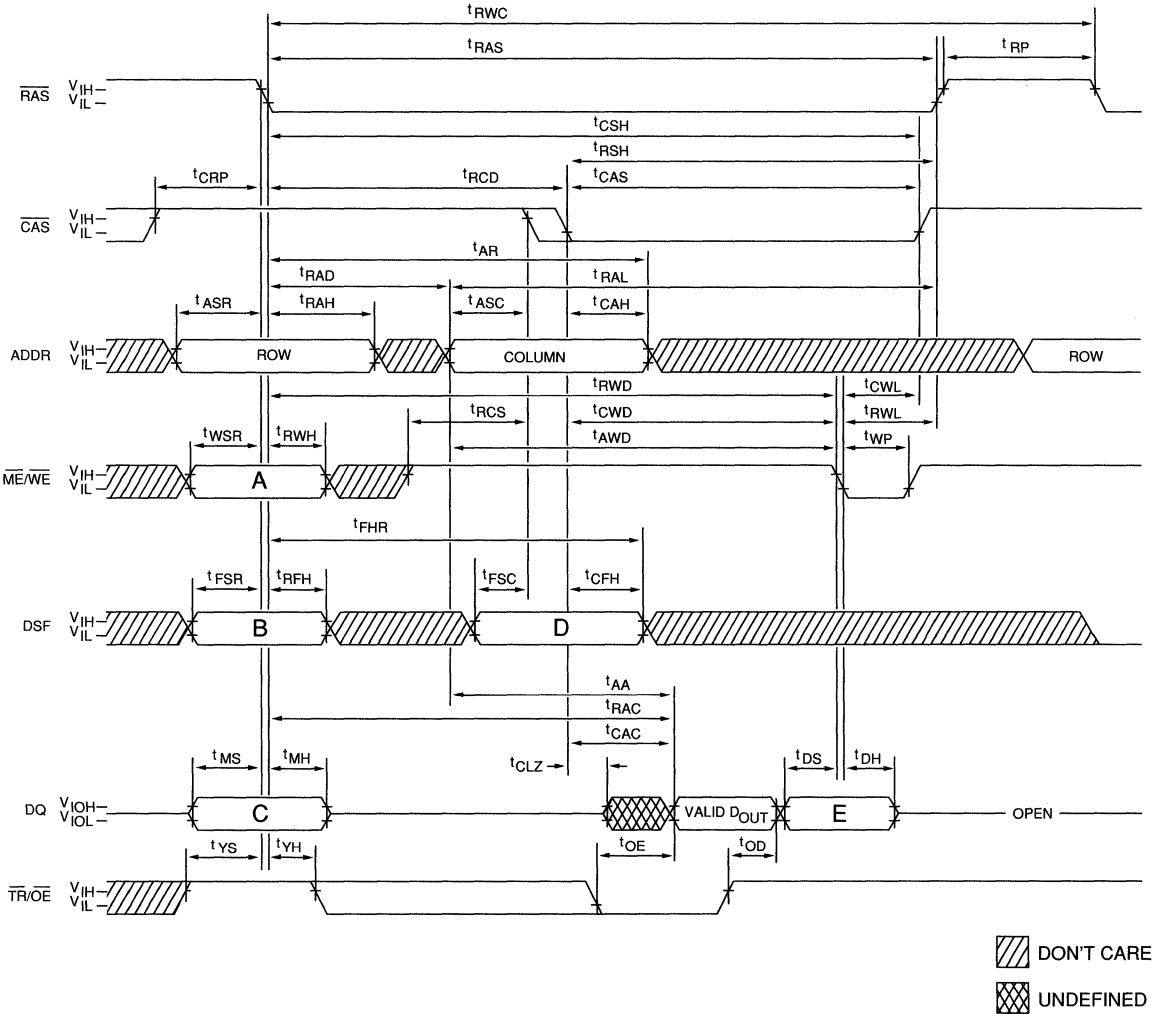 tRWC
tRAS
tRP
RAS VIH
VIL
tCSH
tRSH
tCRP tRCD tCAS
CAS VIH
VIL
tAR
tRAD tRAL
tASR tRAH tASC tCAH
ADDR VIH
VIL
ROW COLUMN ROW
tRWD tCWL
tRCS tCWD tRWL
tWSR tRWH tAWD tWP
ME/WE VIH
VIL
A
tFHR
tFSR tRFH tFSC tCFH
DSF VIH
VIL
B D
tAA
tRAC
tCAC
tMS tMH tCLZ tDS tDH
DQ VIOH
VIOL
C VALID DOUT E OPEN
tYS tYH tOE tOD
TR/OE VIH
VIL
DON'T CARE
UNDEFINED